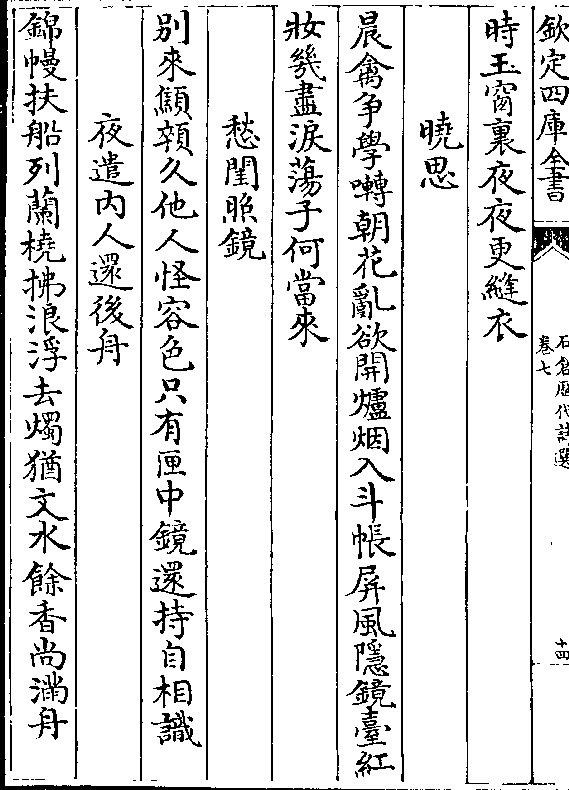 欽定四庫全書
石倉歷代詩選
卷七
十四
時玉窗裏夜夜更縫衣
曉思
晨禽争學囀朝花亂欲開爐烟入斗帳屏風隱鏡臺紅
妝幾盡淚蕩子何當來
愁閨照鏡
别來顦顇久他人怪容色只有匣中鏡還持自相識
夜遣内人還後舟
錦幔扶船列蘭橈拂浪浮去燭猶文水餘香尚滿舟